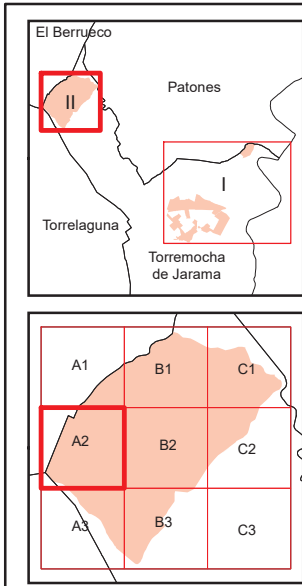 El Berrueco
II
Patones
I
Torrelaguna
Torremocha
de Jarama
A1
B1
C1
A2
B2
C2
A3
B3
C3